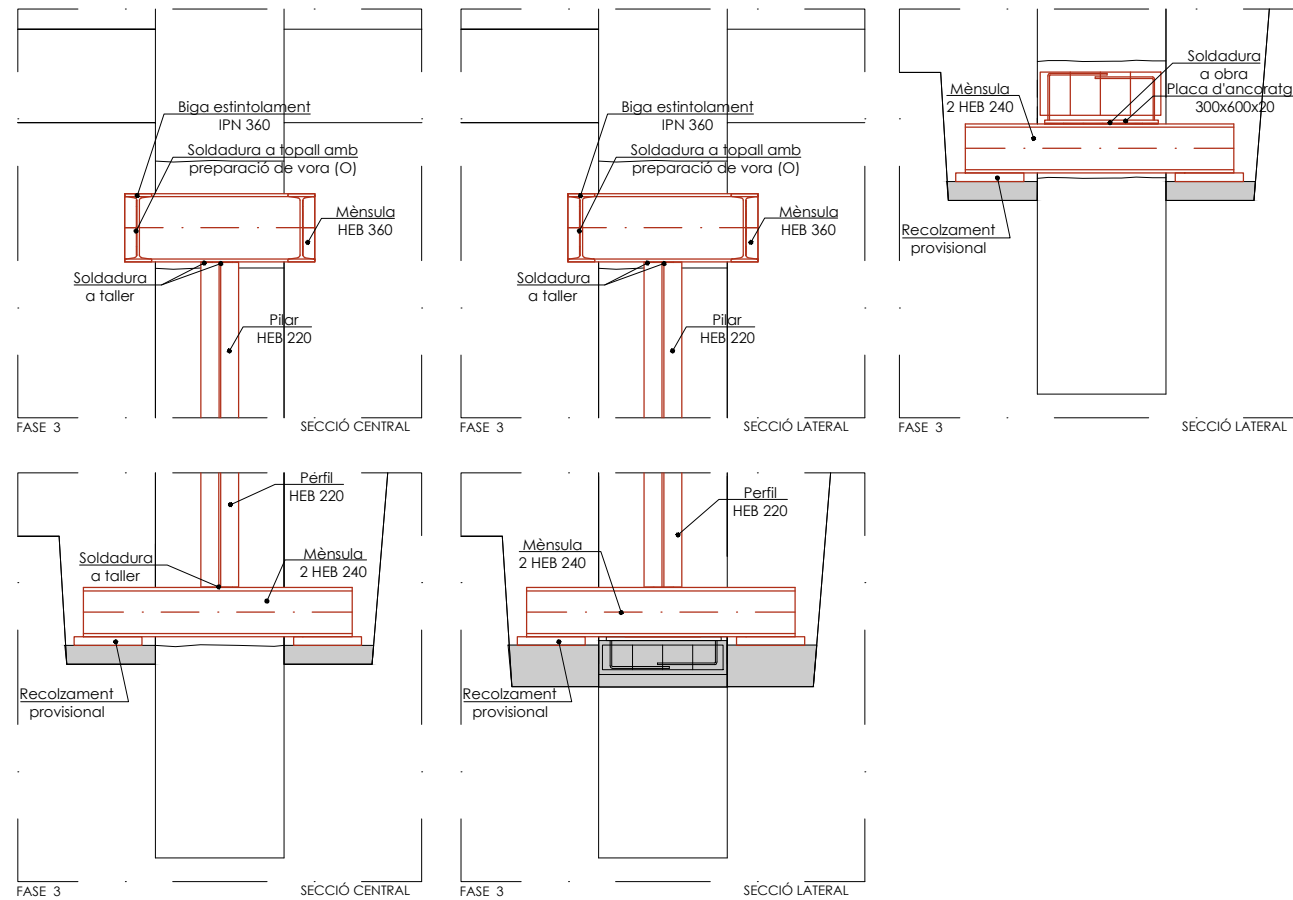 Biga estintolament
IPN 360
Soldadura a topall amb
preparació de vora (O)
Mènsula
HEB 360
Soldadura
a taller
Pilar
HEB 220
FASE 3
SECCIÓ CENTRAL
Biga estintolament
IPN 360
Soldadura a topall amb
preparació de vora (O)
Mènsula
HEB 360
Soldadura
a taller
Pilar
HEB 220
FASE 3
SECCIÓ LATERAL
Soldadura
a obra
Mènsula
2 HEB 240
Placa d'ancoratg
300x600x20
Recolzament
provisional
FASE 3
SECCIÓ LATERAL
Perfil
HEB 220
Soldadura
a taller
Mènsula
2 HEB 240
Recolzament
provisional
FASE 3
SECCIÓ CENTRAL
Perfil
HEB 220
Mènsula
2 HEB 240
Recolzament
provisional
FASE 3
SECCIÓ LATERAL